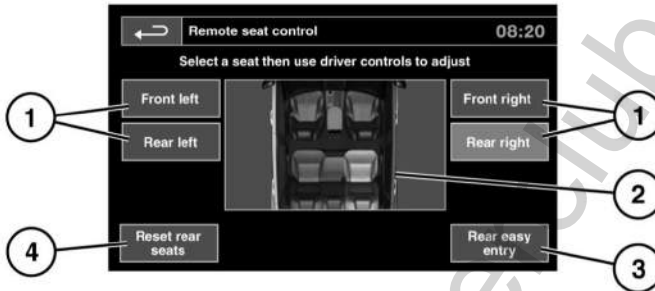 Remote seat control 08:20
Select a seat then use driver controls to adjust
1 Front left Front right 1
Rear left Rear right
2
4 Reset rear Rear easy
seats entry
3